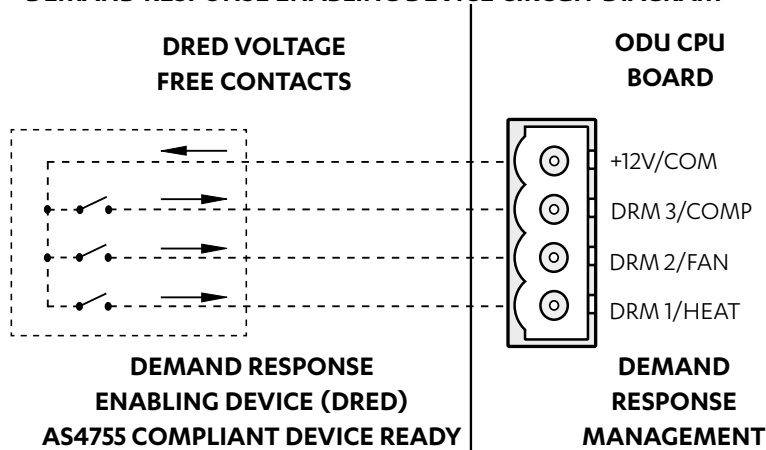 DEMAND RESPONSE ENABLING DEVICE CIRCUIT DIAGRAM
DRED VOLTAGE
FREE CONTACTS
ODU CPU
BOARD
+12V/COM
DRM 3/COMP
DRM 2/FAN
DRM 1/HEAT
DEMAND RESPONSE
ENABLING DEVICE (DRED)
AS4755 COMPLIANT DEVICE READY
DEMAND
RESPONSE
MANAGEMENT